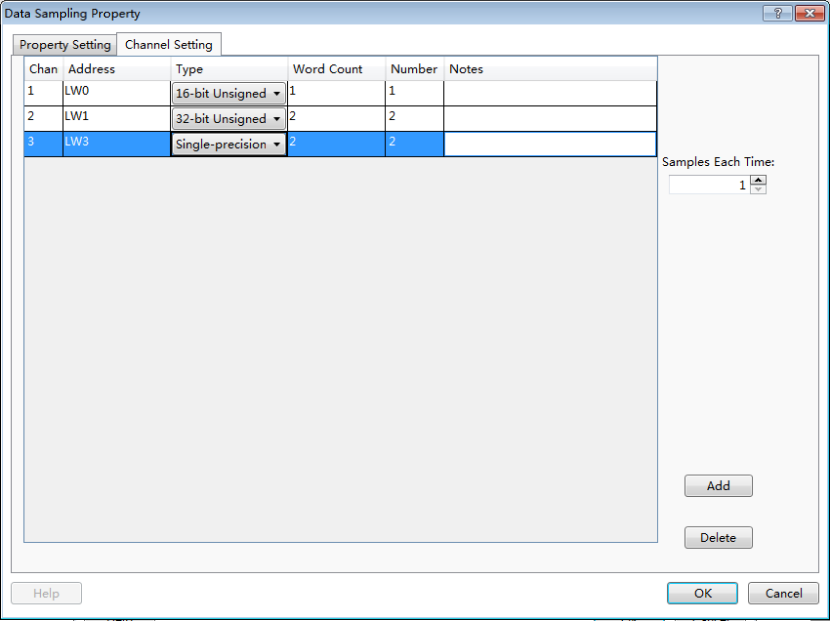 Data Sampling Property
Property Setting Channel Setting
Chan Address Type Word Count Number Notes
1 LW0 16-bit Unsigned 1 1
2 LW1 32-bit Unsigned 2 2
3 LW3 Single-precision 2 2
Samples Each Time:
1
Add
Delete
Help OK Cancel